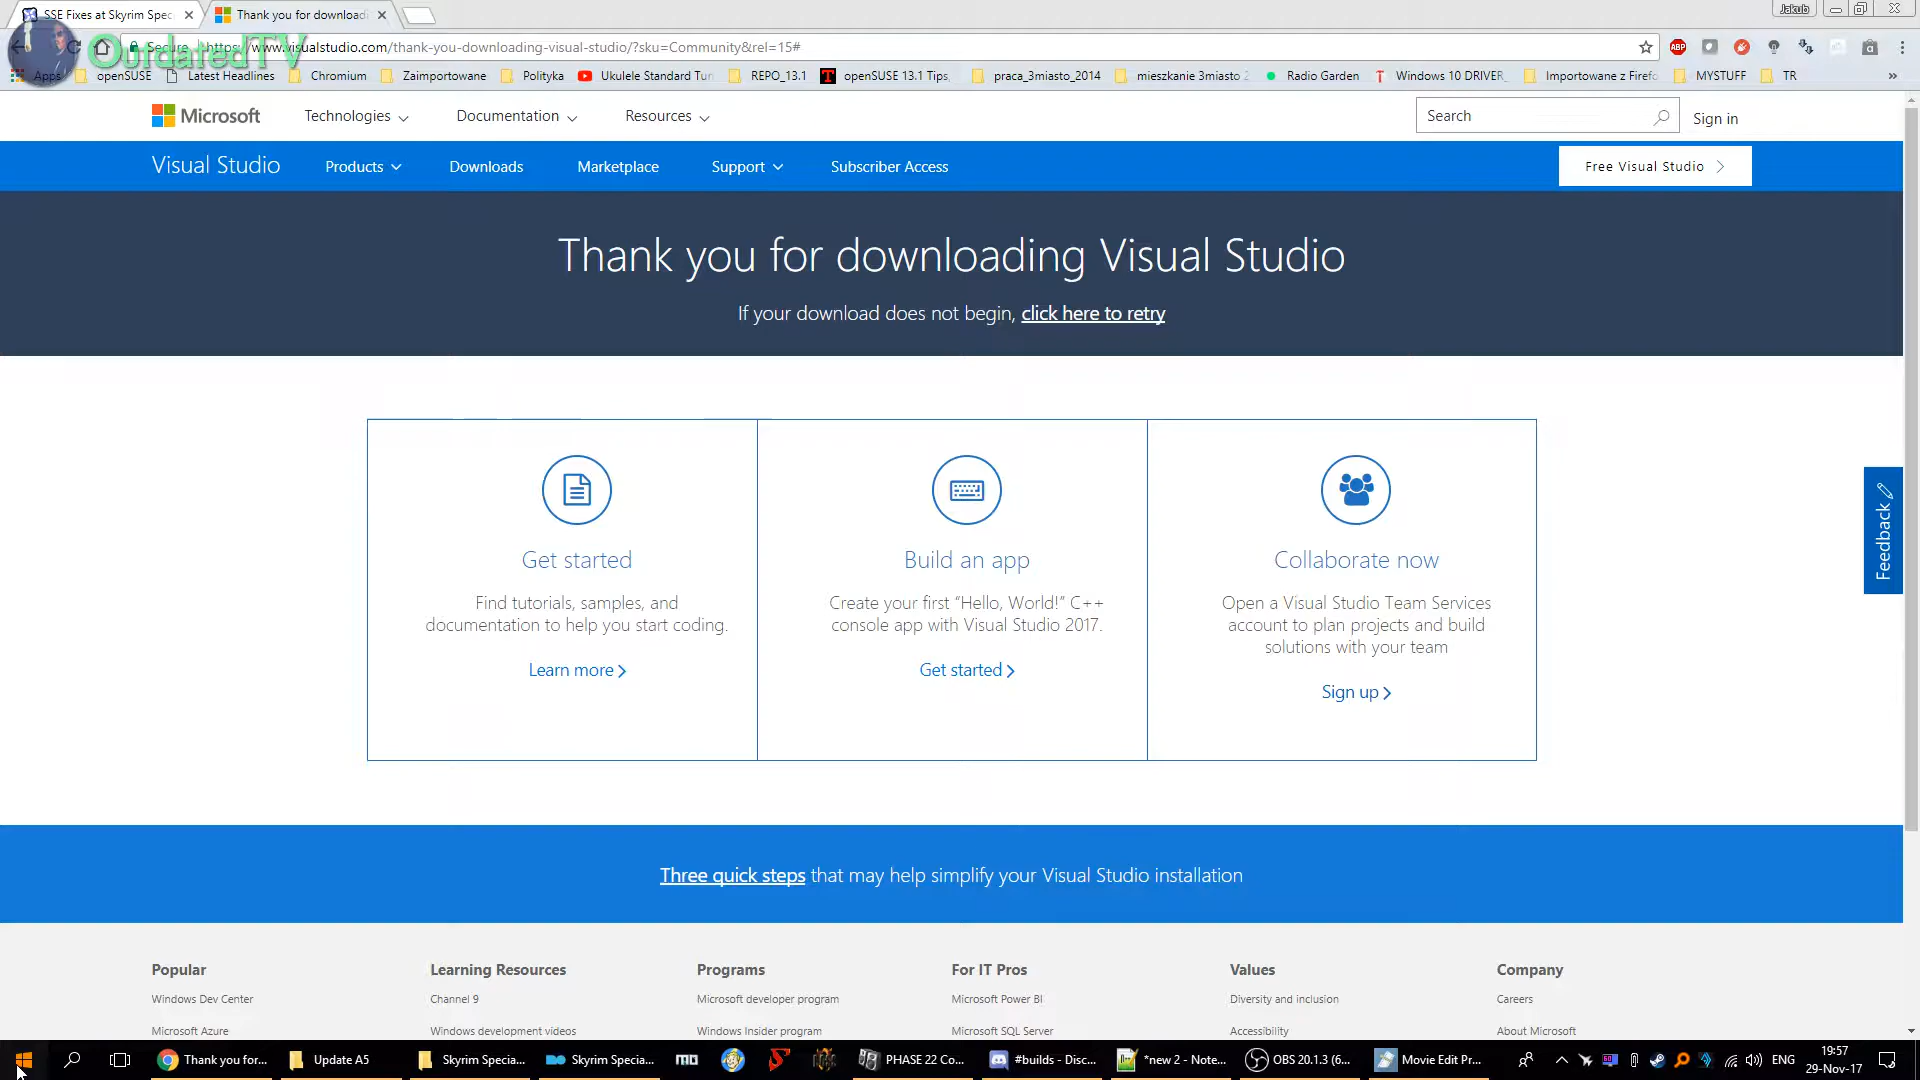 SSE Fixes at Skyrim Spec
Thank you for downloadi
Jakub
Secure
https://www.visualstudio.com/thank-you-downloading-visual-studio/?sku=Community&rel=15#
ABP
OutdatedTV
Apps
openSUSE
Latest Headlines
Chromium
Zaimportowane
Polityka
Ukulele Standard Tun
REPO_13.1
openSUSE 13.1 Tips,
praca_3miasto_2014
mieszkanie 3miasto 2
Radio Garden
Windows 10 DRIVER_
Importowane z Firefo
MYSTUFF
TR
Microsoft
Technologies
Documentation
Resources
Search
Sign in
Visual Studio
Products
Downloads
Marketplace
Support
Subscriber Access
Free Visual Studio
Thank you for downloading Visual Studio
If your download does not begin, click here to retry
Get started
Find tutorials, samples, and
documentation to help you start coding.
Learn more
Build an app
Create your first “Hello, World!” C++
console app with Visual Studio 2017.
Get started
Collaborate now
Open a Visual Studio Team Services
account to plan projects and build
solutions with your team
Sign up
Feedback
Three quick steps that may help simplify your Visual Studio installation
Popular
Windows Dev Center
Microsoft Azure
Learning Resources
Channel 9
Windows development videos
Programs
Microsoft developer program
Windows Insider program
For IT Pros
Microsoft Power BI
Microsoft SQL Server
Values
Diversity and inclusion
Accessibility
Company
Careers
About Microsoft
Thank you for...
Update A5
Skyrim Specia...
Skyrim Specia...
PHASE 22 Co...
#builds - Disc...
*new 2 - Note...
OBS 20.1.3 (6...
Movie Edit Pr...
ENG
19:57
29-Nov-17